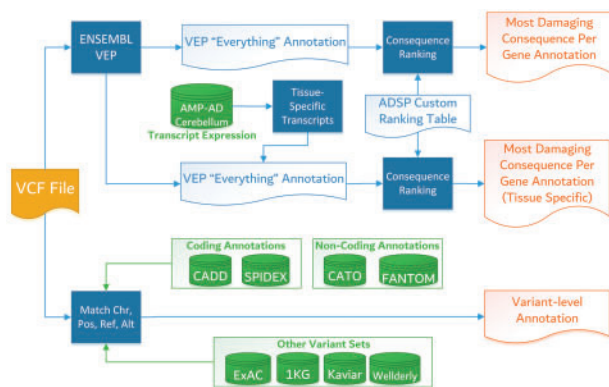 ENSEMBL
VEP
VEP "Everything" Annotation
Consequence
Ranking
Most Damaging
Consequence Per
Gene Annotation
AMP-AD
Cerebellum
Transcript Expression
Tissue-
Specific
Transcripts
ADSP Custom
Ranking Table
VCF File
VEP "Everything" Annotation
Consequence
Ranking
Most Damaging
Consequence Per
Gene Annotation
(Tissue Specific)
Coding Annotations
CADD
SPIDEX
Non-Coding Annotations
CATO
FANTOM
Match Chr,
Pos, Ref, Alt
Variant-level
Annotation
Other Variant Sets
ExAC
1KG
Kaviar
Wellderly